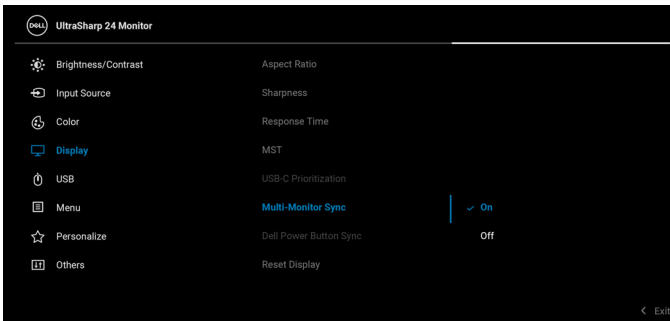 DELL UltraSharp 24 Monitor
Brightness/Contrast
Input Source
Color
Display
USB
Menu
Personalize
Others
Aspect Ratio
Sharpness
Response Time
MST
USB-C Prioritization
Multi-Monitor Sync
Dell Power Button Sync
Reset Display
On
Off
Exit